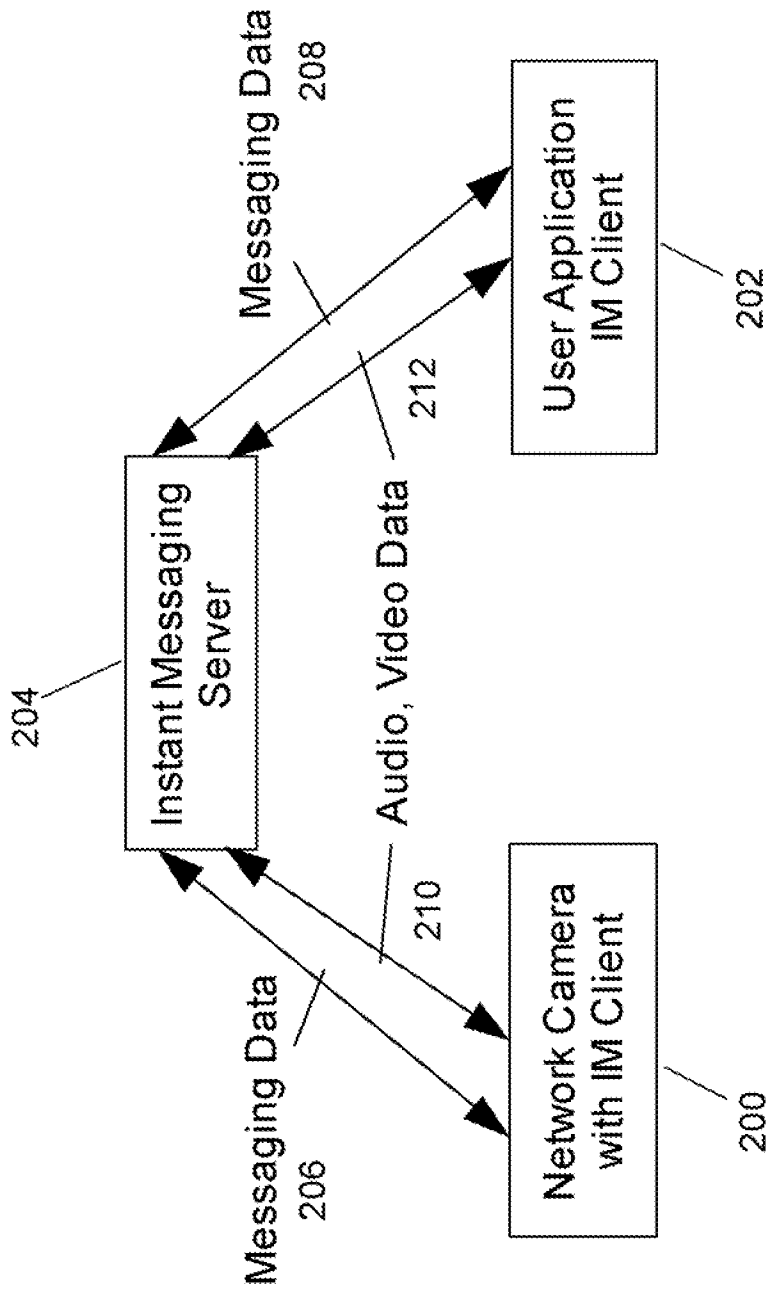 204
Instant Messaging
Server
Messaging Data
206
Messaging Data
208
210
Audio, Video Data
212
Network Camera
with IM Client
200
User Application
IM Client
202